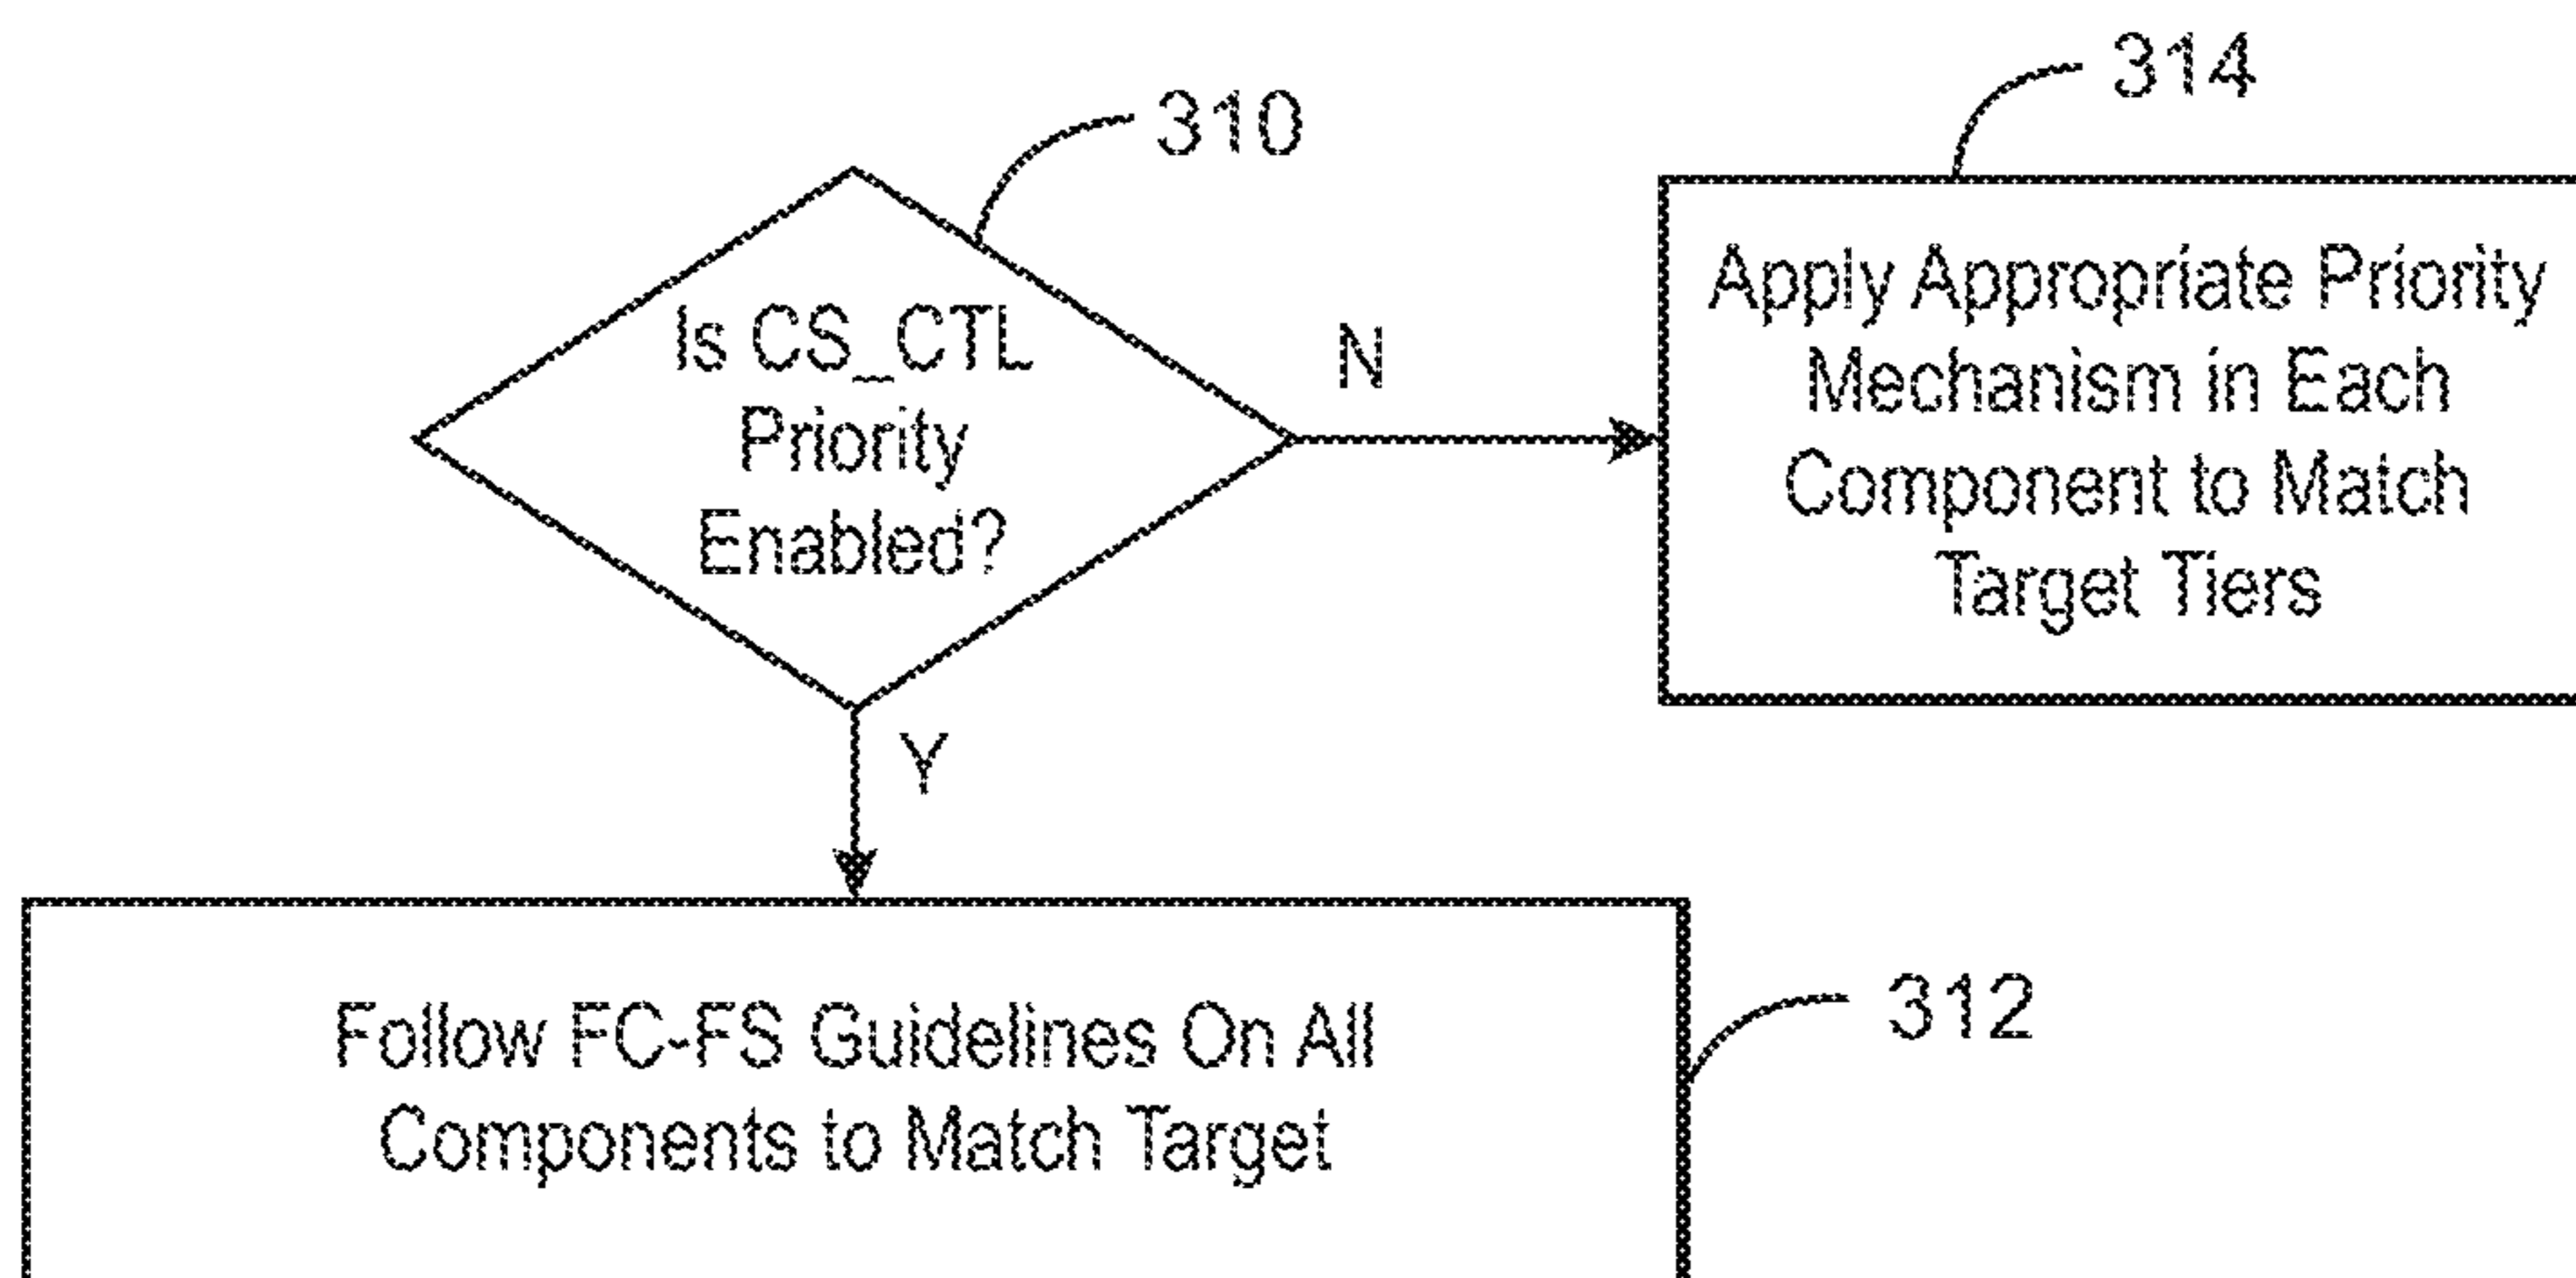 310
Is CS_CTL
Priority
Enabled?
N
314
Apply Appropriate Priority
Mechanism in Each
Component to Match
Target Tiers
Y
Follow FC-FS Guidelines On All
Components to Match Target
312